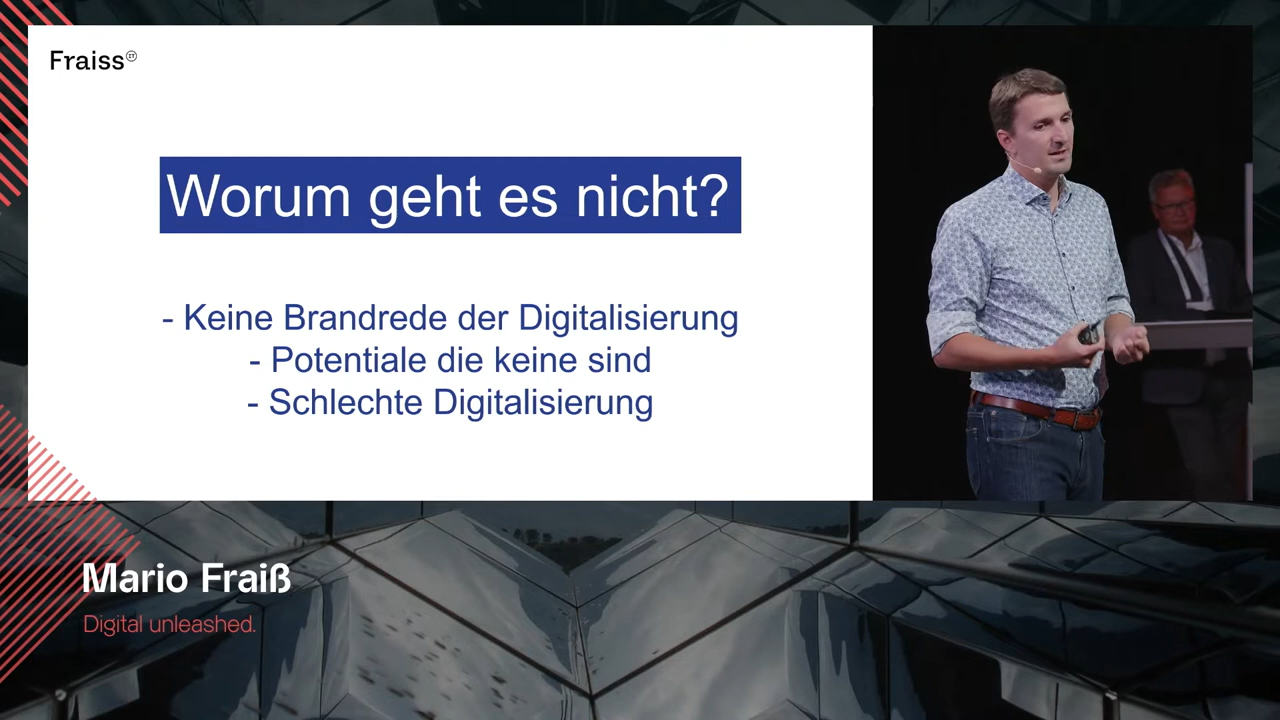 Fraiss
Worum geht es nicht?
- Keine Brandrede der Digitalisierung
- Potentiale die keine sind
- Schlechte Digitalisierung
Mario Fraiß
Digital unleashed.